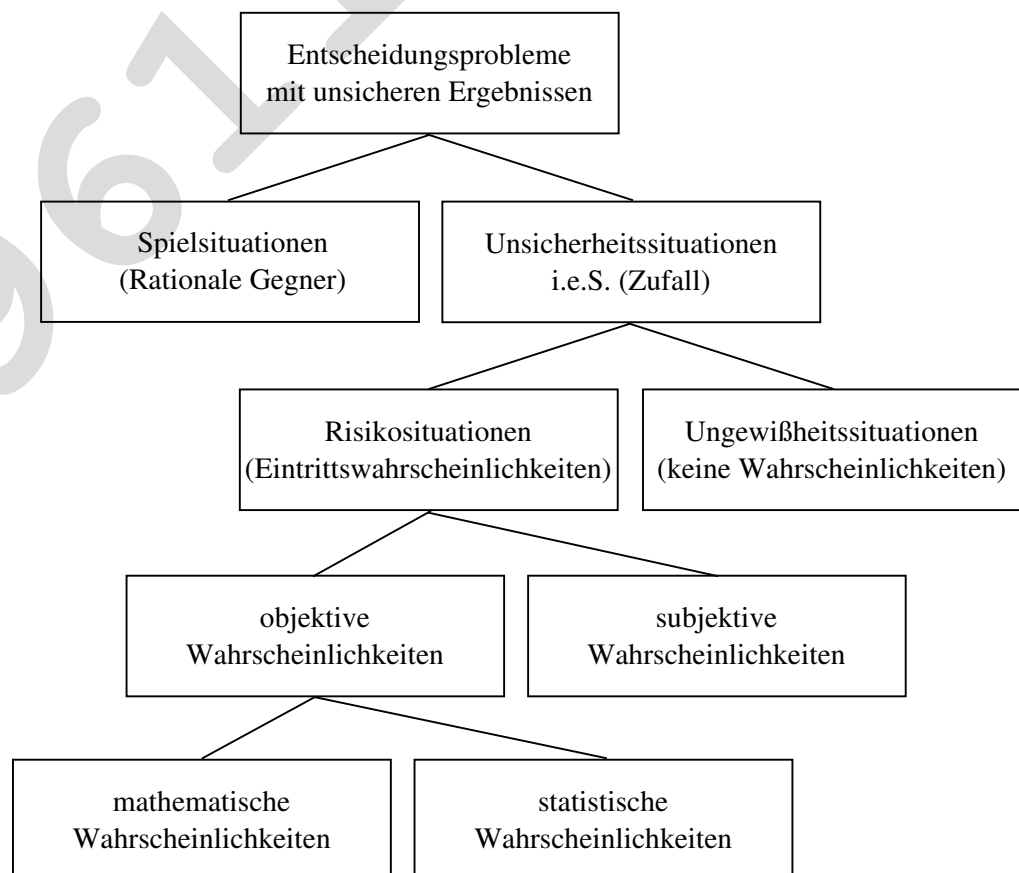 Entscheidungsprobleme
mit unsicheren Ergebnissen
Spielsituationen
(Rationale Gegner)
Unsicherheitssituationen
i.e.S. (Zufall)
Risikosituationen
(Eintrittswahrscheinlichkeiten)
Ungewißheitssituationen
(keine Wahrscheinlichkeiten)
objektive
Wahrscheinlichkeiten
subjektive
Wahrscheinlichkeiten
mathematische
Wahrscheinlichkeiten
statistische
Wahrscheinlichkeiten